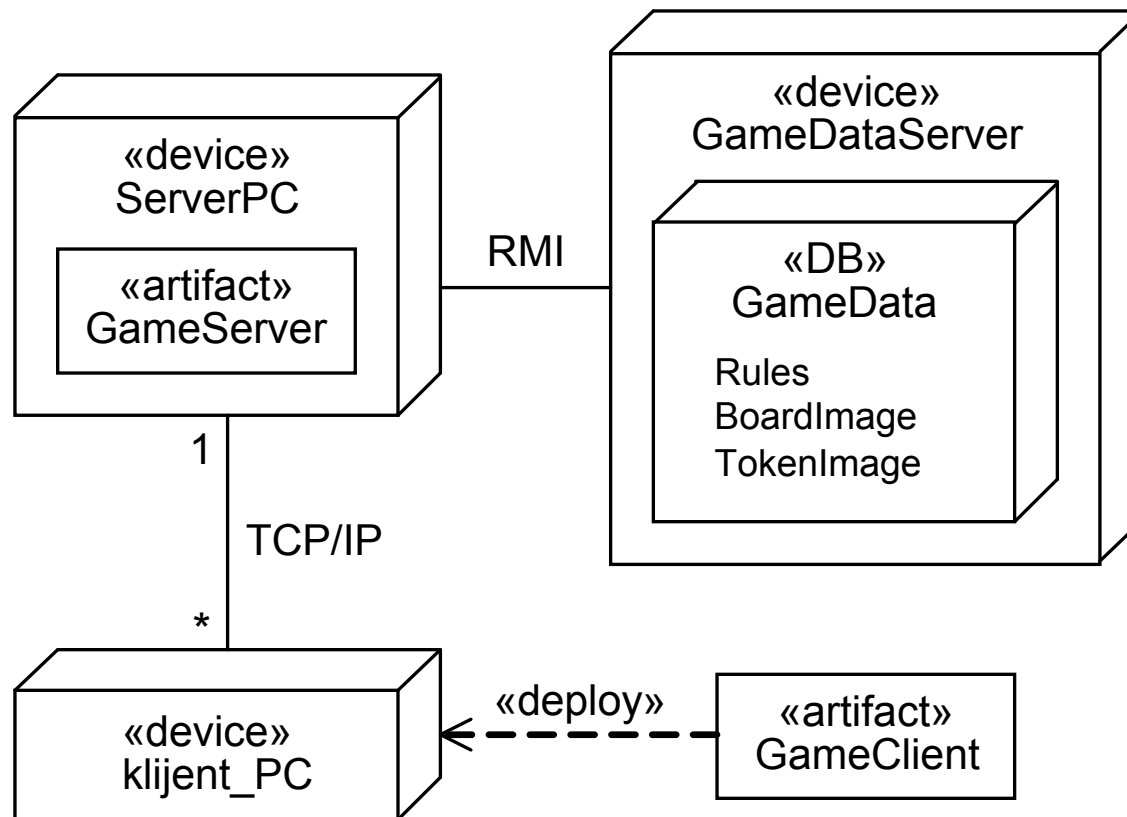 «device»
ServerPC
«artifact»
GameServer
RMI
«device»
GameDataServer
«DB»
GameData
Rules
BoardImage
TokenImage
1
TCP/IP
*
«device»
klijent_PC
«deploy»
«artifact»
GameClient